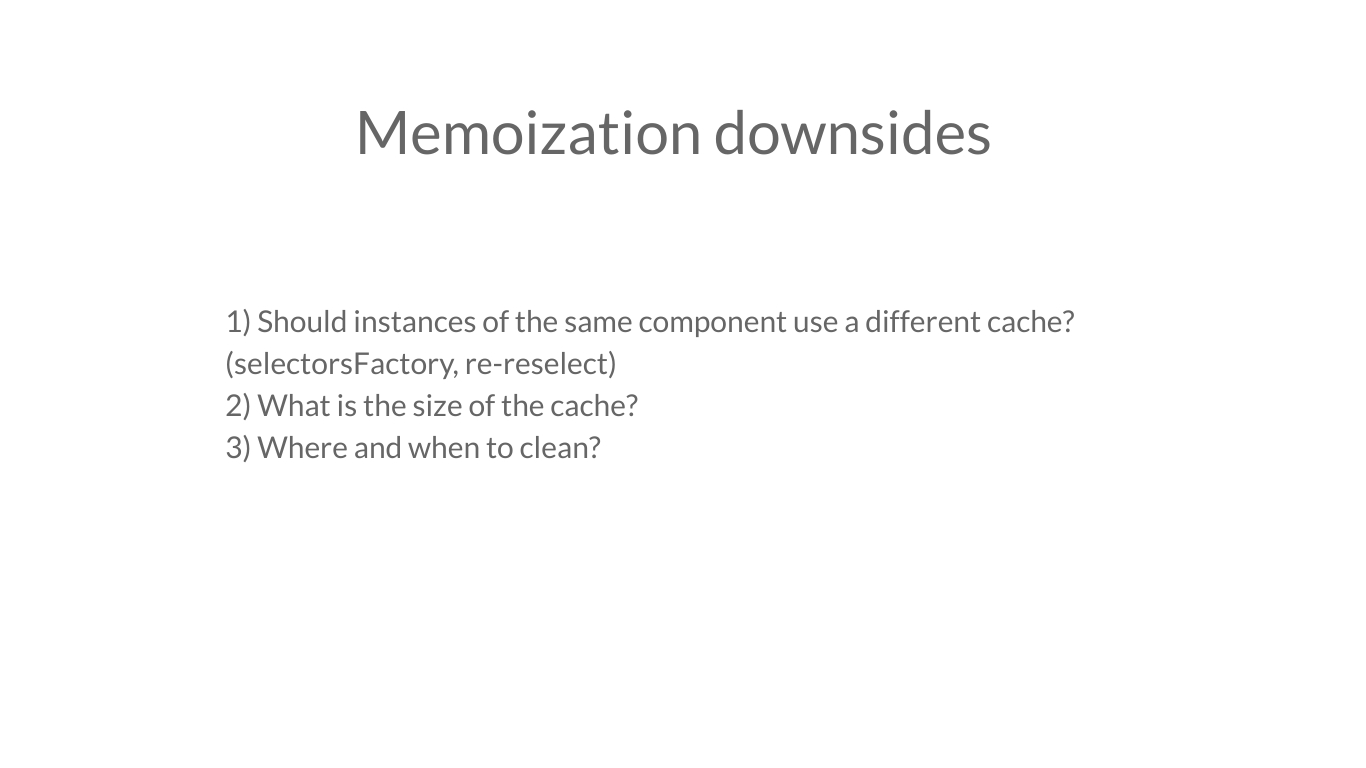 Memoization downsides
1) Should instances of the same component use a different cache?
(selectorsFactory, re-reselect)
2) What is the size of the cache?
3) Where and when to clean?